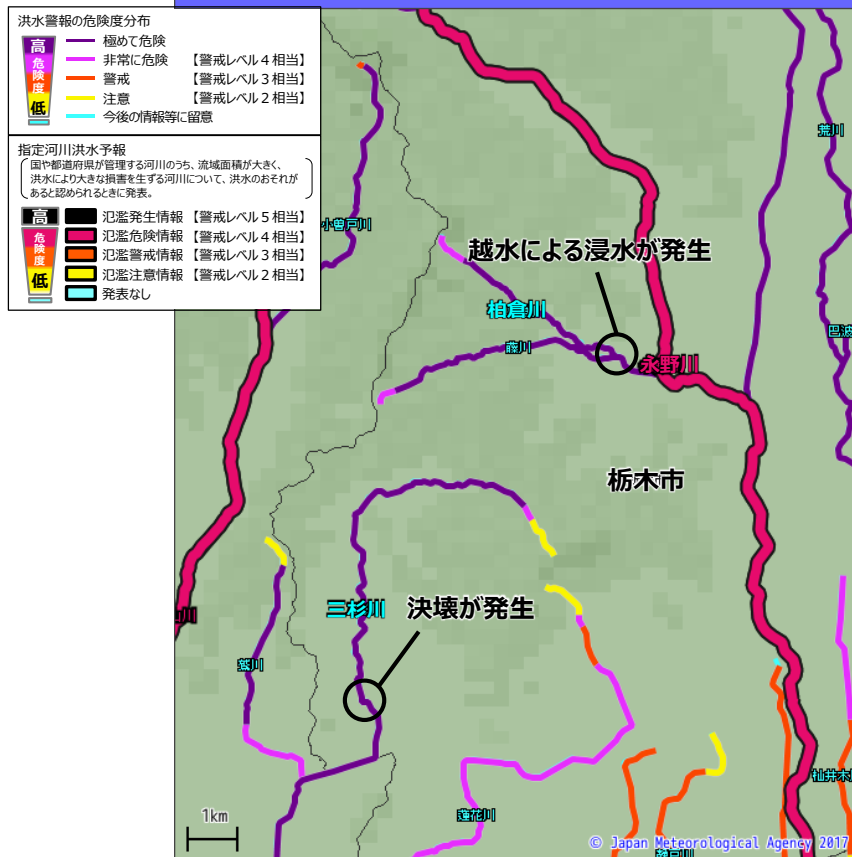 洪水警報の危険度分布
高
危険度
低
極めて危険
非常に危険 【警戒レベル4相当】
警戒 【警戒レベル3相当】
注意 【警戒レベル2相当】
今後の情報等に留意
指定河川洪水予報
国や都道府県が管理する河川のうち、流域面積が大きく、
洪水により大きな損害を生ずる河川について、洪水のおそれが
あると認められるときに発表。
高
危険度
低
氾濫発生情報 【警戒レベル5相当】
氾濫危険情報 【警戒レベル4相当】
氾濫警戒情報 【警戒レベル3相当】
氾濫注意情報 【警戒レベル2相当】
発表なし
荒川
小曽戸川
越水による浸水が発生
柏倉川
巴波
藤川
永野川
栃木市
三杉川
決壊が発生
川
鷲川
杣井木
蓮花川
1km
© Japan Meteorological Agency 2017